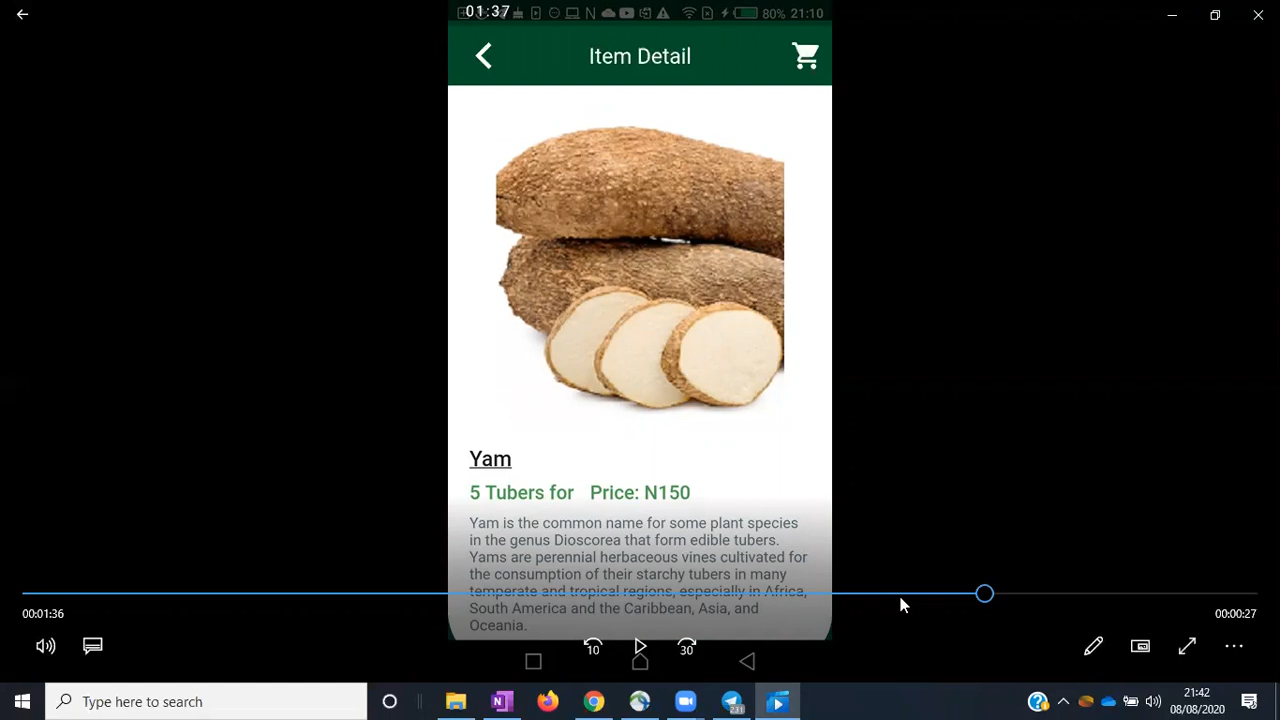 01:37
80% 21:10
Item Detail
Yam
5 Tubers for Price: N150
Yam is the common name for some plant species
in the genus Dioscorea that form edible tubers.
Yams are perennial herbaceous vines cultivated for
the consumption of their starchy tubers in many
temperate and tropical regions, especially in Africa,
South America and the Caribbean, Asia, and
Oceania.
00:01:36
00:00:27
10
30
Type here to search
231
21:42
08/08/2020